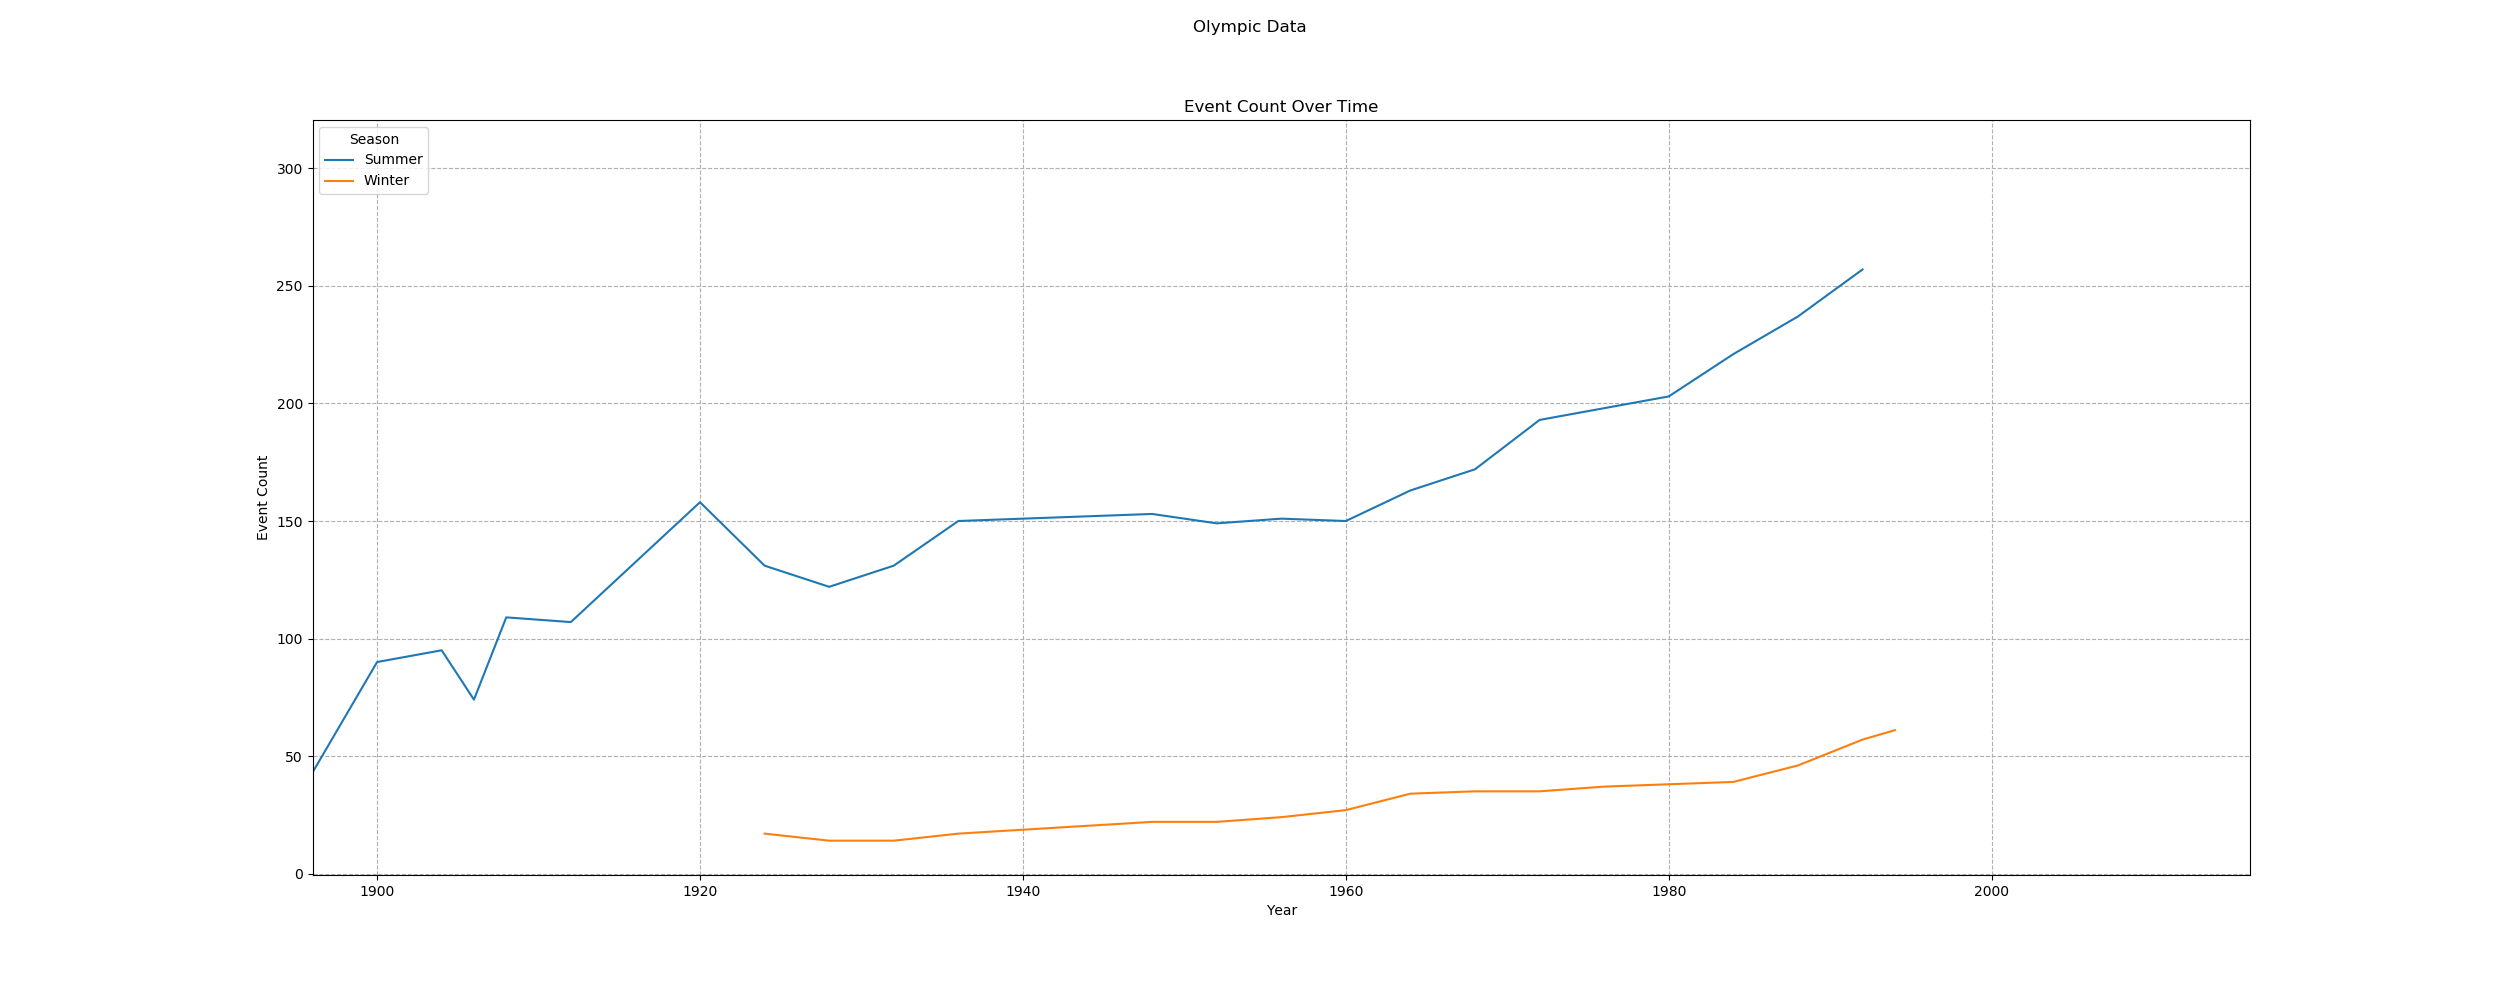 Olympic Data
Event Count Over Time
Season
Summer
Winter
300
250
200
150
100
50
0
Event Count
1900 1920 1940 1960 1980 2000
Year